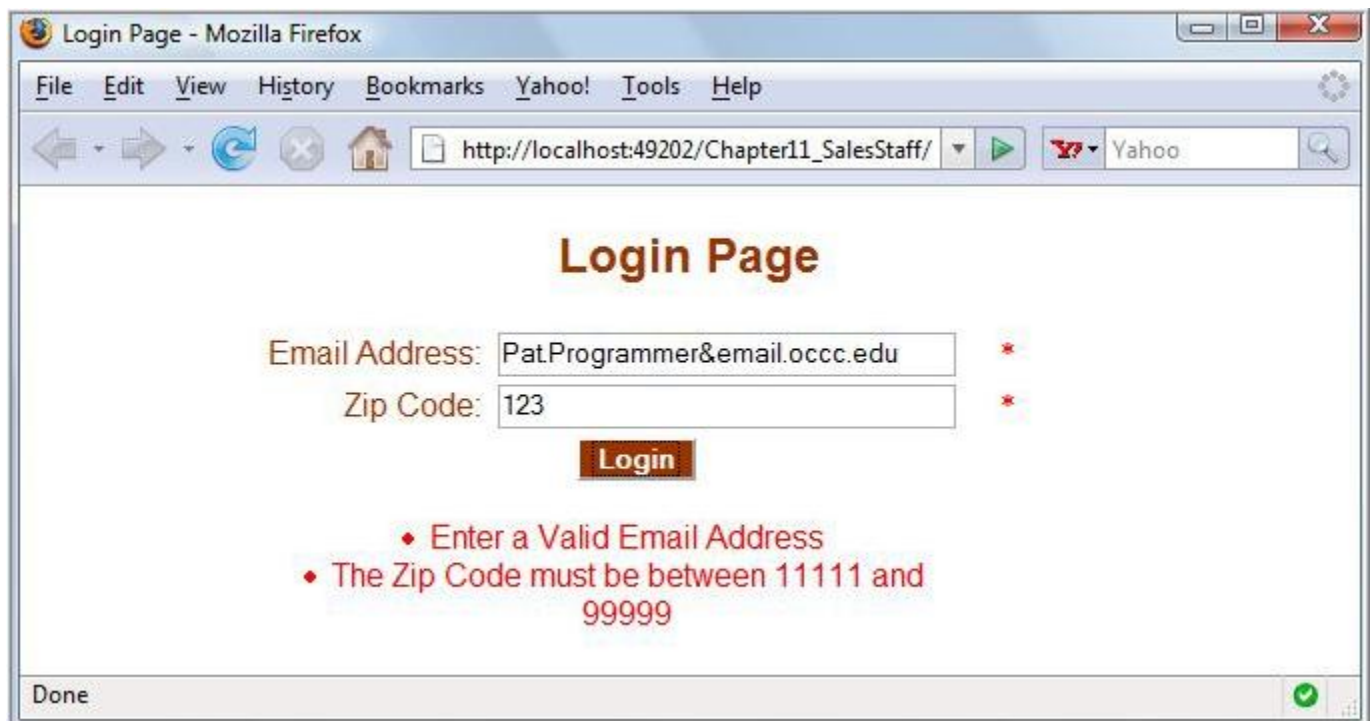 Login Page - Mozilla Firefox
File Edit View History Bookmarks Yahoo! Tools Help
http://localhost:49202/Chapter11_SalesStaff/ Y? Yahoo
Login Page
Email Address: Pat.Programmer&email.occc.edu *
Zip Code: 123 *
Login
• Enter a Valid Email Address
• The Zip Code must be between 11111 and
99999
Done